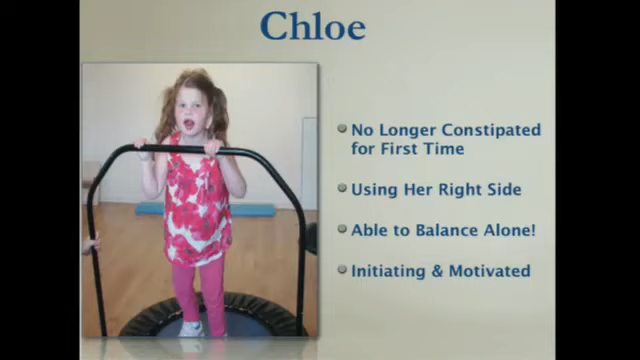 Chloe
No Longer Constipated
for First Time
Using Her Right Side
Able to Balance Alone!
Initiating & Motivated